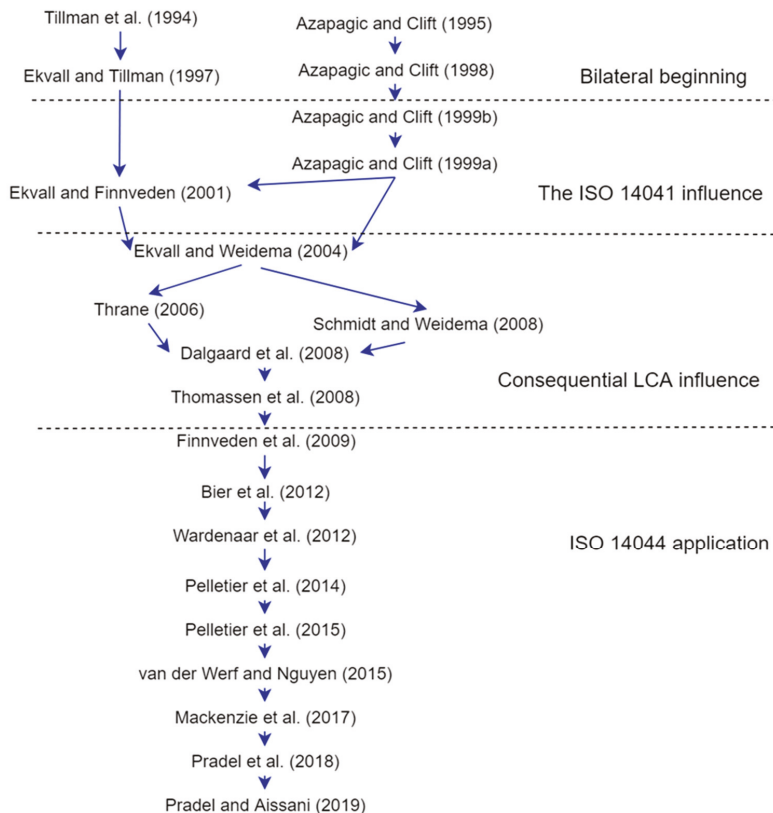 Tillman et al. (1994)
Azapagic and Clift (1995)
Ekvall and Tillman (1997)
Azapagic and Clift (1998)
Bilateral beginning
Azapagic and Clift (1999b)
Azapagic and Clift (1999a)
Ekvall and Finnveden (2001)
The ISO 14041 influence
Ekvall and Weidema (2004)
Thrane (2006)
Schmidt and Weidema (2008)
Dalgaard et al. (2008)
Consequential LCA influence
Thomassen et al. (2008)
Finnveden et al. (2009)
Bier et al. (2012)
Wardenaar et al. (2012)
ISO 14044 application
Pelletier et al. (2014)
Pelletier et al. (2015)
van der Werf and Nguyen (2015)
Mackenzie et al. (2017)
Pradel et al. (2018)
Pradel and Aissani (2019)